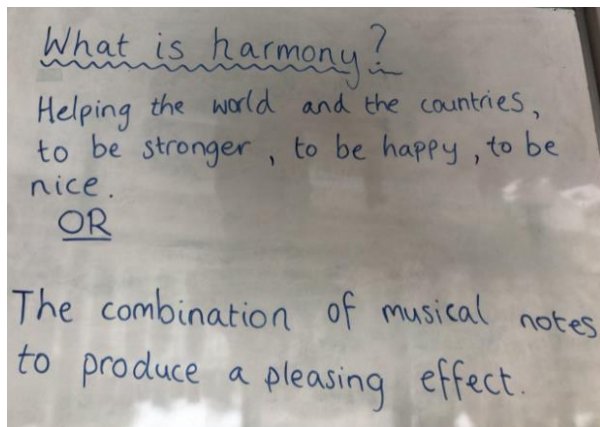 What is harmony?
Helping the world and the countries,
to be stronger, to be happy, to be
nice.
OR
The combination of musical notes
to produce a pleasing effect.